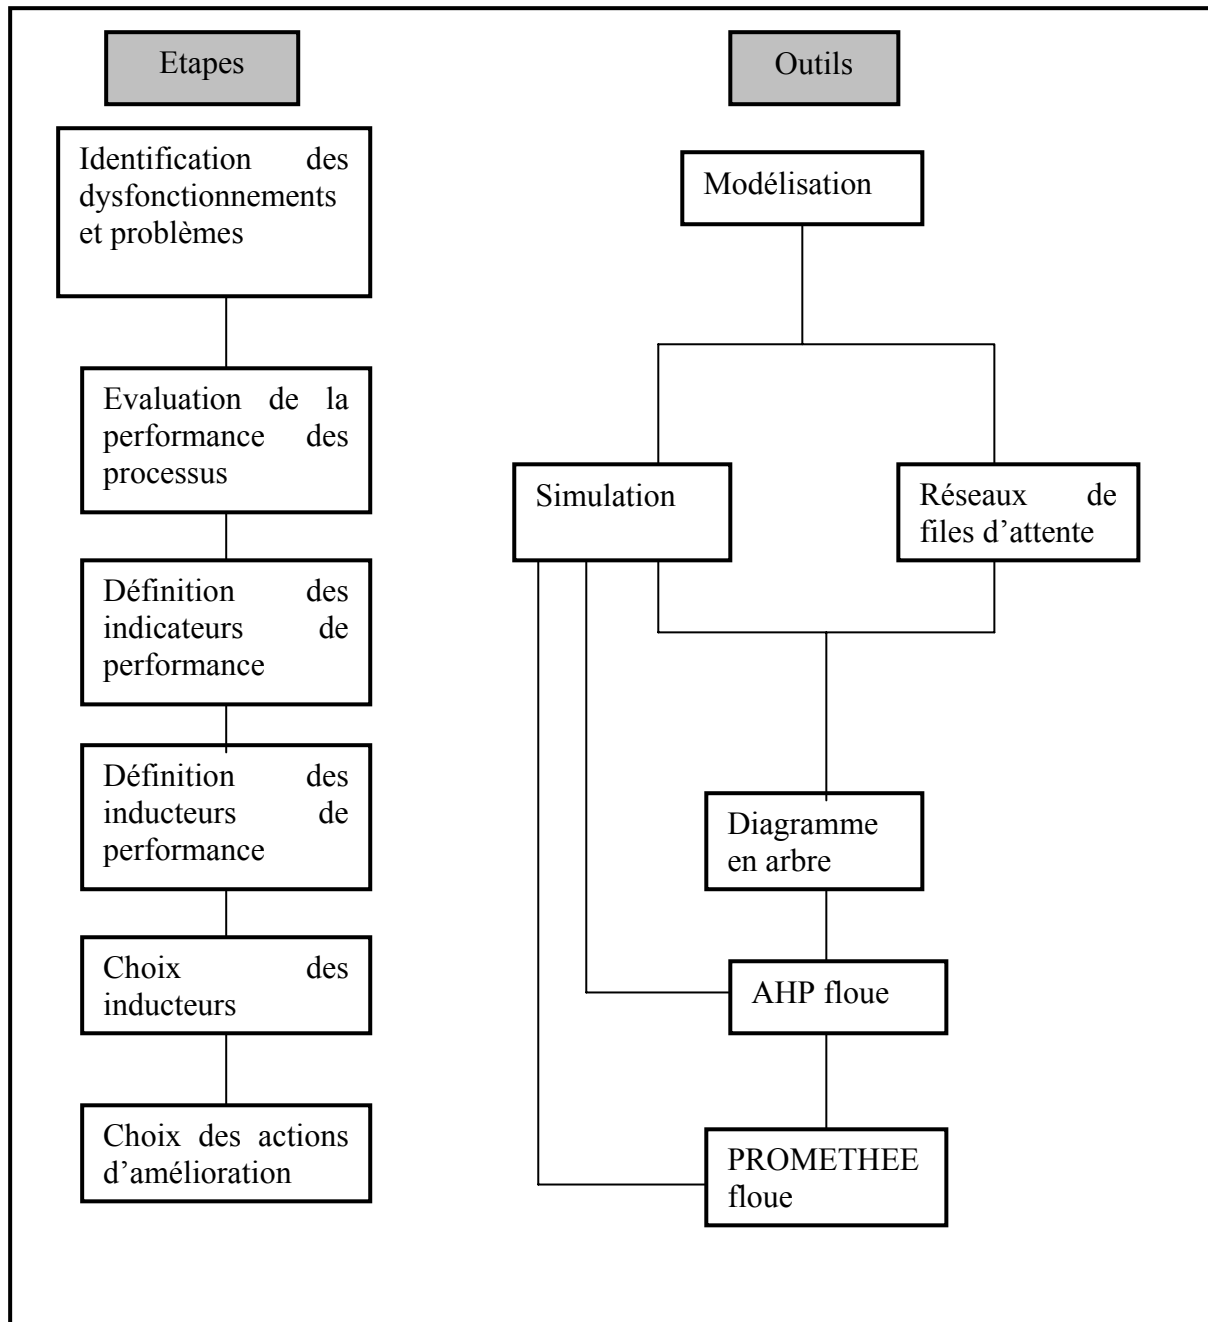 Etapes
Outils
Identification des
dysfonctionnements
et problèmes
Modélisation
Evaluation de la
performance des
processus
Simulation
Réseaux de
files d’attente
Définition des
indicateurs de
performance
Définition des
inducteurs de
performance
Diagramme
en arbre
Choix des
inducteurs
AHP floue
Choix des actions
d’amélioration
PROMETHEE
floue